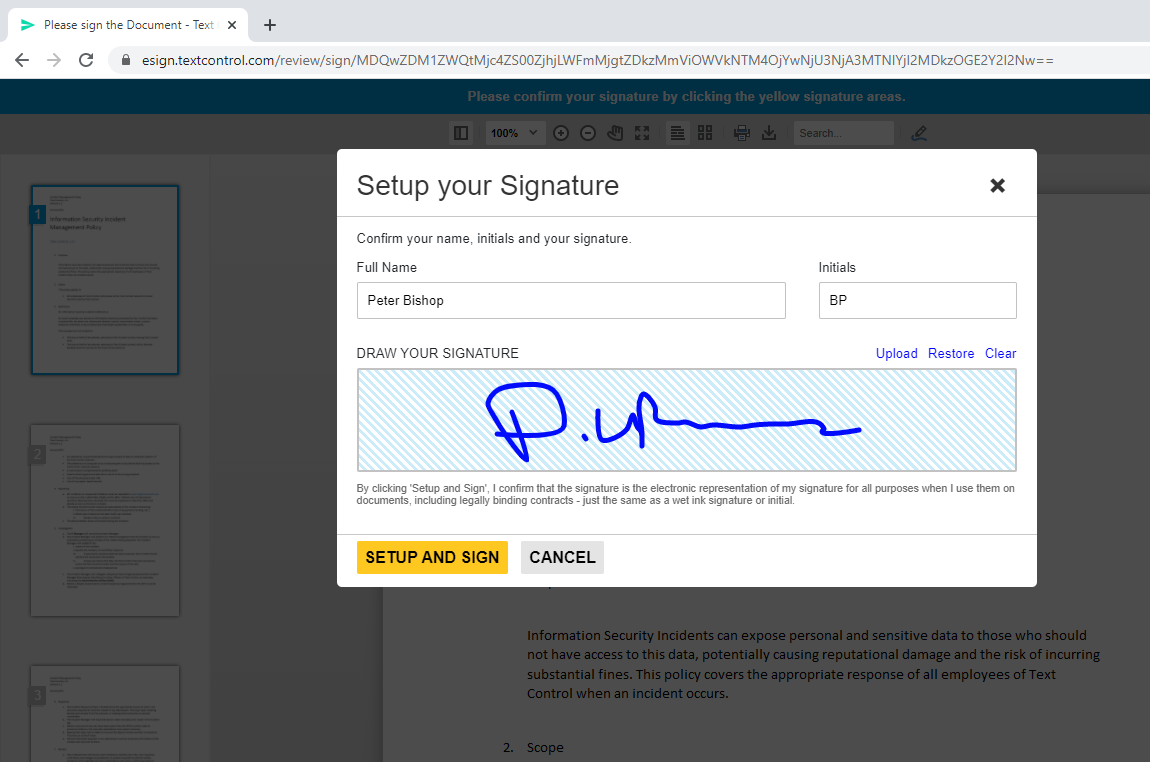 Please sign the Document - Text
esign.textcontrol.com/review/sign/MDQwZDM1ZWQtMjc4ZS00ZjhjLWFmMjgtZDkzMmViOWVkNTM4OjYwNjU3NjA3MTNlYjI2MDkzOGE2Y2I2Nw==
Please confirm your signature by clicking the yellow signature areas.
100%
Search...
1
Information Security Incident
Management Policy
2
3
Setup your Signature
Confirm your name, initials and your signature.
Full Name
Initials
Peter Bishop
BP
DRAW YOUR SIGNATURE
Upload Restore Clear
By clicking 'Setup and Sign', I confirm that the signature is the electronic representation of my signature for all purposes when I use them on
documents, including legally binding contracts - just the same as a wet ink signature or initial.
SETUP AND SIGN
CANCEL
Information Security Incidents can expose personal and sensitive data to those who should
not have access to this data, potentially causing reputational damage and the risk of incurring
substantial fines. This policy covers the appropriate response of all employees of Text
Control when an incident occurs.
2. Scope